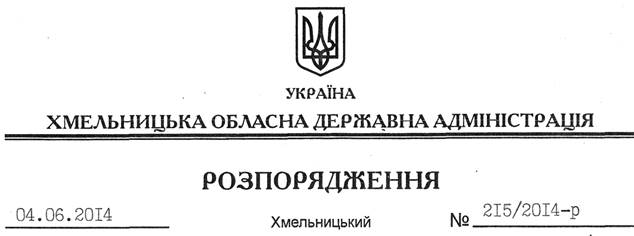 УКРАЇНА
ХМЕЛЬНИЦЬКА ОБЛАСНА ДЕРЖАВНА АДМІНІСТРАЦІЯ
РОЗПОРЯДЖЕННЯ
04.06.2014 Хмельницький № 215/2014-р